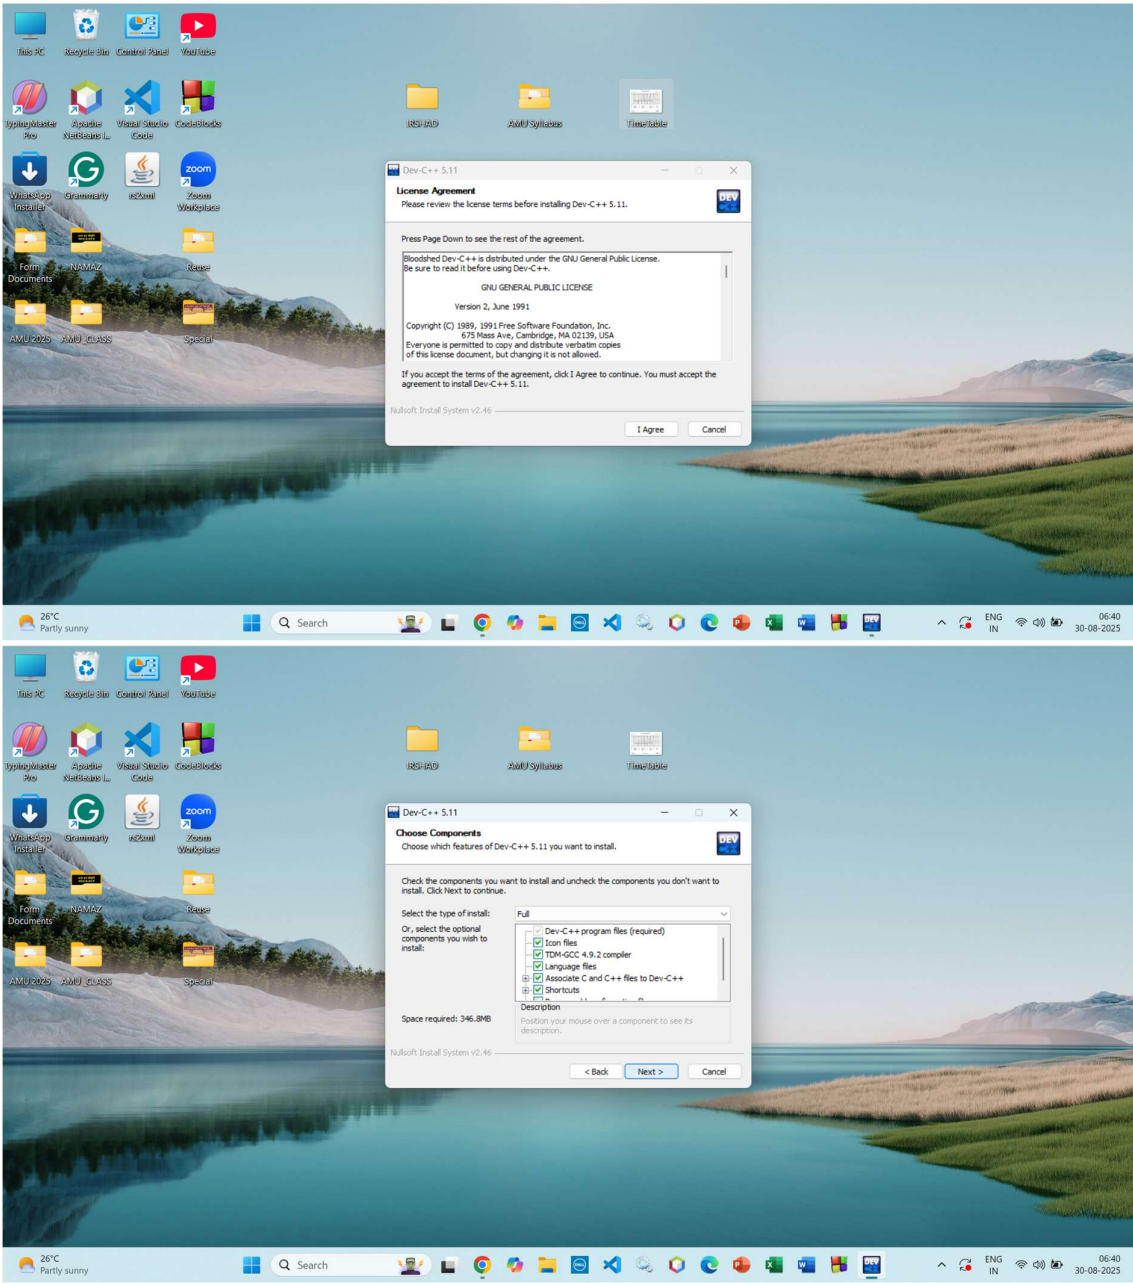 This PC
Recycle Bin
Control Panel
YouTube
TypingMaster Pro
Apache NetBeans I...
Visual Studio Code
CodeBlocks
IRSHAD
AMU Syllabus
TimeTable
WhatsApp Installer
Grammarly
rs2xml
zoom
Zoom Workplace
Form Documents
NAMAZ
Reuse
AMU 2025
AMU_CLASS
Special
Dev-C++ 5.11
License Agreement
Please review the license terms before installing Dev-C++ 5.11.
DEV
C++
Press Page Down to see the rest of the agreement.
Bloodshed Dev-C++ is distributed under the GNU General Public License.
Be sure to read it before using Dev-C++.
GNU GENERAL PUBLIC LICENSE
Version 2, June 1991
Copyright (C) 1989, 1991 Free Software Foundation, Inc.
675 Mass Ave, Cambridge, MA 02139, USA
Everyone is permitted to copy and distribute verbatim copies
of this license document, but changing it is not allowed.
If you accept the terms of the agreement, click I Agree to continue. You must accept the
agreement to install Dev-C++ 5.11.
Nullsoft Install System v2.46
I Agree
Cancel
26°C
Partly sunny
Search
ENG
IN
06:40
30-08-2025
This PC
Recycle Bin
Control Panel
YouTube
TypingMaster Pro
Apache NetBeans I...
Visual Studio Code
CodeBlocks
IRSHAD
AMU Syllabus
TimeTable
WhatsApp Installer
Grammarly
rs2xml
zoom
Zoom Workplace
Form Documents
NAMAZ
Reuse
AMU 2025
AMU_CLASS
Special
Dev-C++ 5.11
Choose Components
Choose which features of Dev-C++ 5.11 you want to install.
DEV
C++
Check the components you want to install and uncheck the components you don't want to
install. Click Next to continue.
Select the type of install:
Full
Or, select the optional
components you wish to
install:
Dev-C++ program files (required)
Icon files
TDM-GCC 4.9.2 compiler
Language files
Associate C and C++ files to Dev-C++
Shortcuts
Space required: 346.8MB
Description
Position your mouse over a component to see its
description.
Nullsoft Install System v2.46
< Back
Next >
Cancel
26°C
Partly sunny
Search
ENG
IN
06:40
30-08-2025